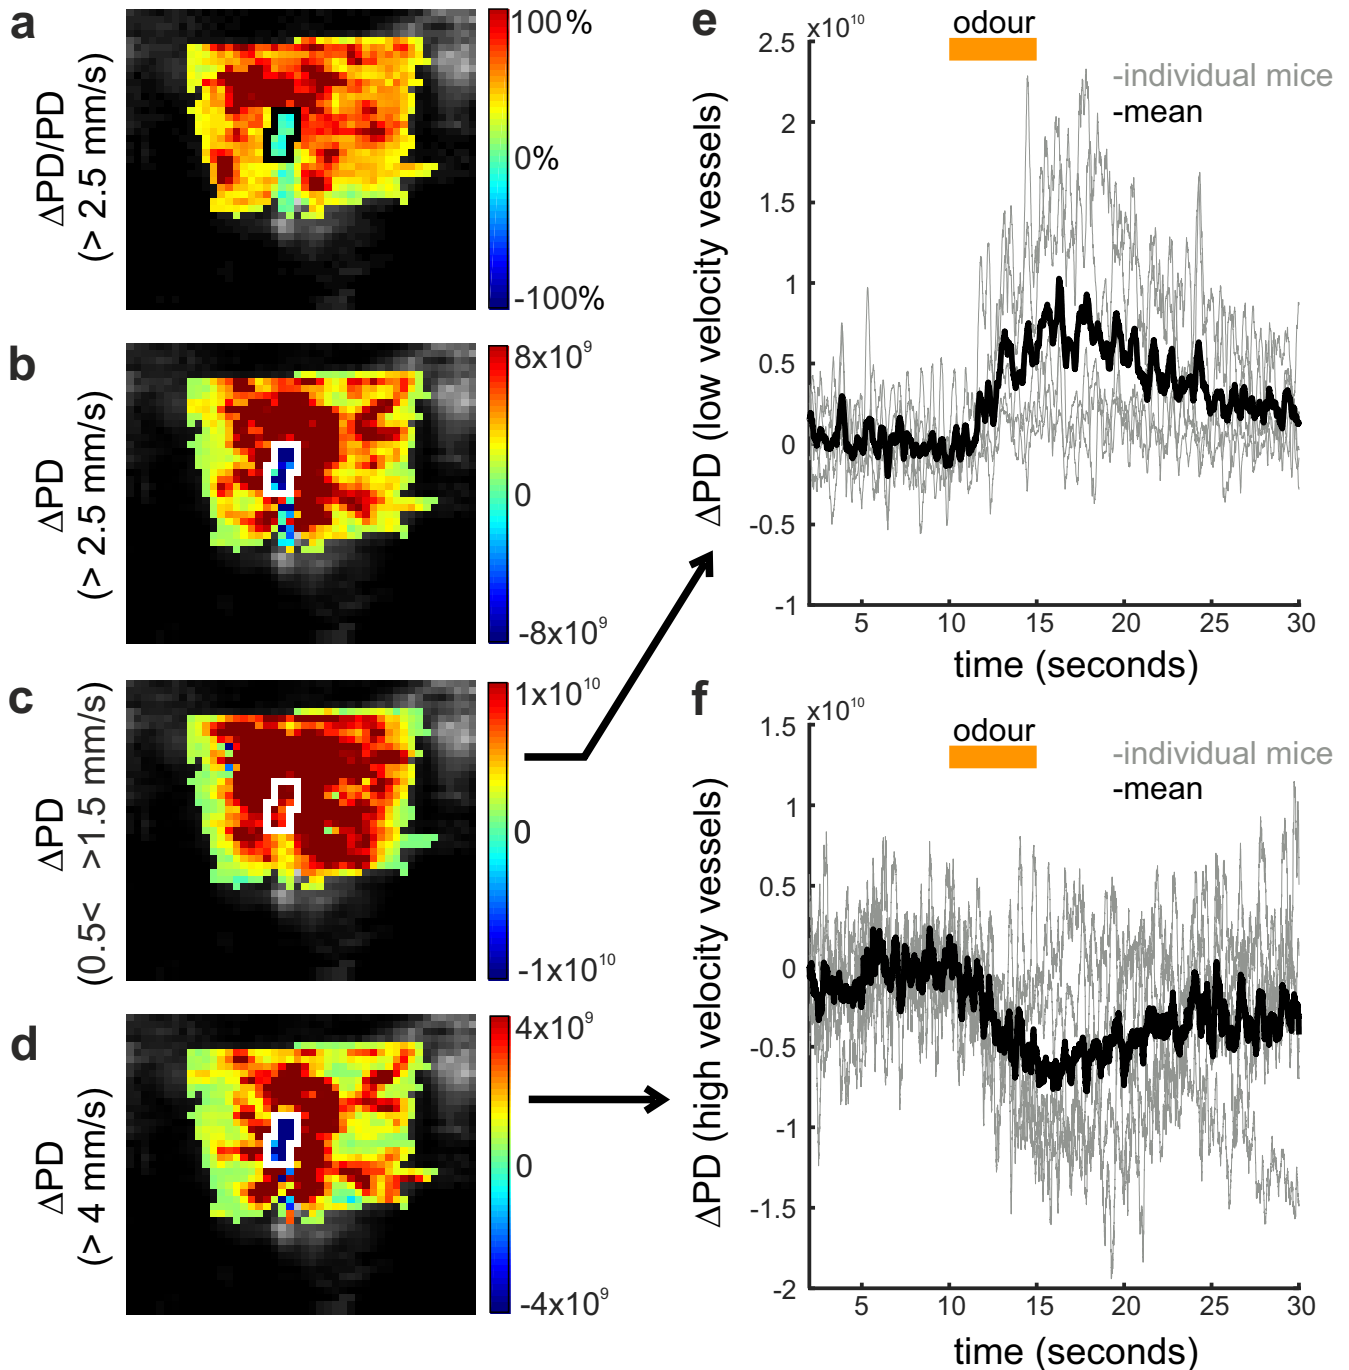 a
ΔPD/PD
(> 2.5 mm/s)
100%
0%
-100%
b
ΔPD
(> 2.5 mm/s)
8x10⁹
0
-8x10⁹
c
ΔPD
(0.5< >1.5 mm/s)
1x10¹⁰
0
-1x10¹⁰
d
ΔPD
(> 4 mm/s)
4x10⁹
0
-4x10⁹
e
x10¹⁰
odour
-individual mice
-mean
ΔPD (low velocity vessels)
2.5
2
1.5
1
0.5
0
-0.5
-1
5 10 15 20 25 30
time (seconds)
f
x10¹⁰
odour
-individual mice
-mean
ΔPD (high velocity vessels)
1.5
1
0.5
0
-0.5
-1
-1.5
-2
5 10 15 20 25 30
time (seconds)